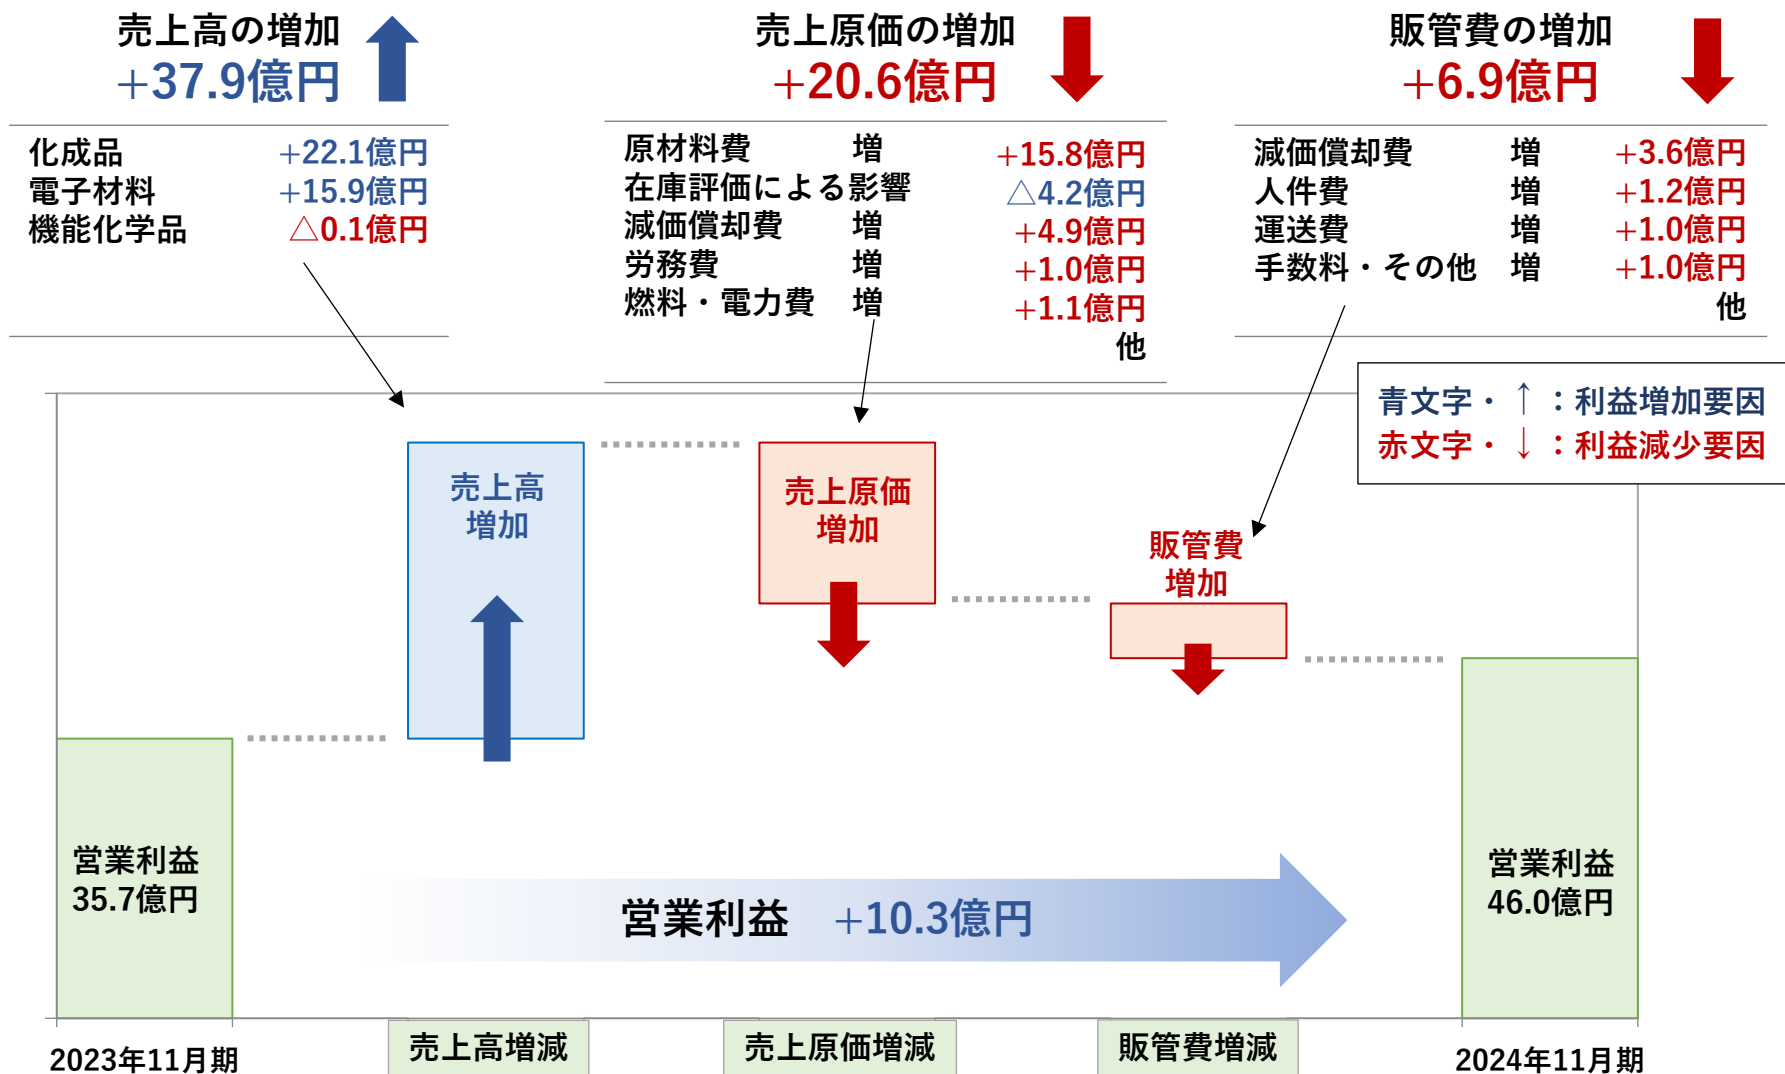 売上高の増加
+37.9億円
化成品 +22.1億円
電子材料 +15.9億円
機能化学品 △0.1億円
売上原価の増加
+20.6億円
原材料費 増 +15.8億円
在庫評価による影響 △4.2億円
減価償却費 増 +4.9億円
労務費 増 +1.0億円
燃料・電力費 増 +1.1億円
他
販管費の増加
+6.9億円
減価償却費 増 +3.6億円
人件費 増 +1.2億円
運送費 増 +1.0億円
手数料・その他 増 +1.0億円
他
青文字・↑：利益増加要因
赤文字・↓：利益減少要因
売上高
増加
売上原価
増加
販管費
増加
営業利益
35.7億円
営業利益 +10.3億円
営業利益
46.0億円
2023年11月期
売上高増減
売上原価増減
販管費増減
2024年11月期